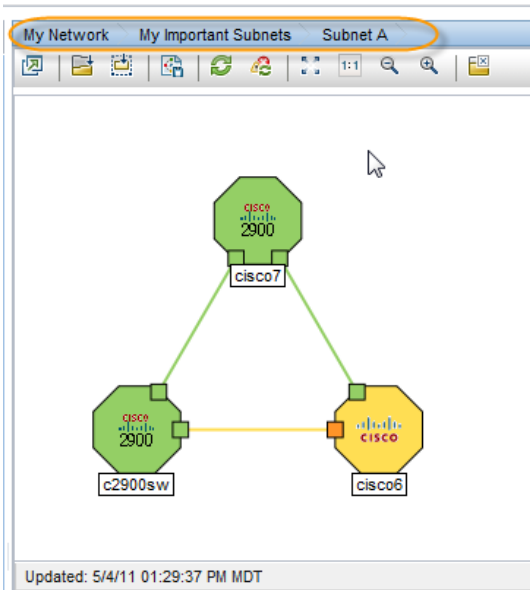 My Network My Important Subnets Subnet A
1:1
cisco
2900
cisco7
cisco
2900
c2900sw
cisco
cisco6
Updated: 5/4/11 01:29:37 PM MDT